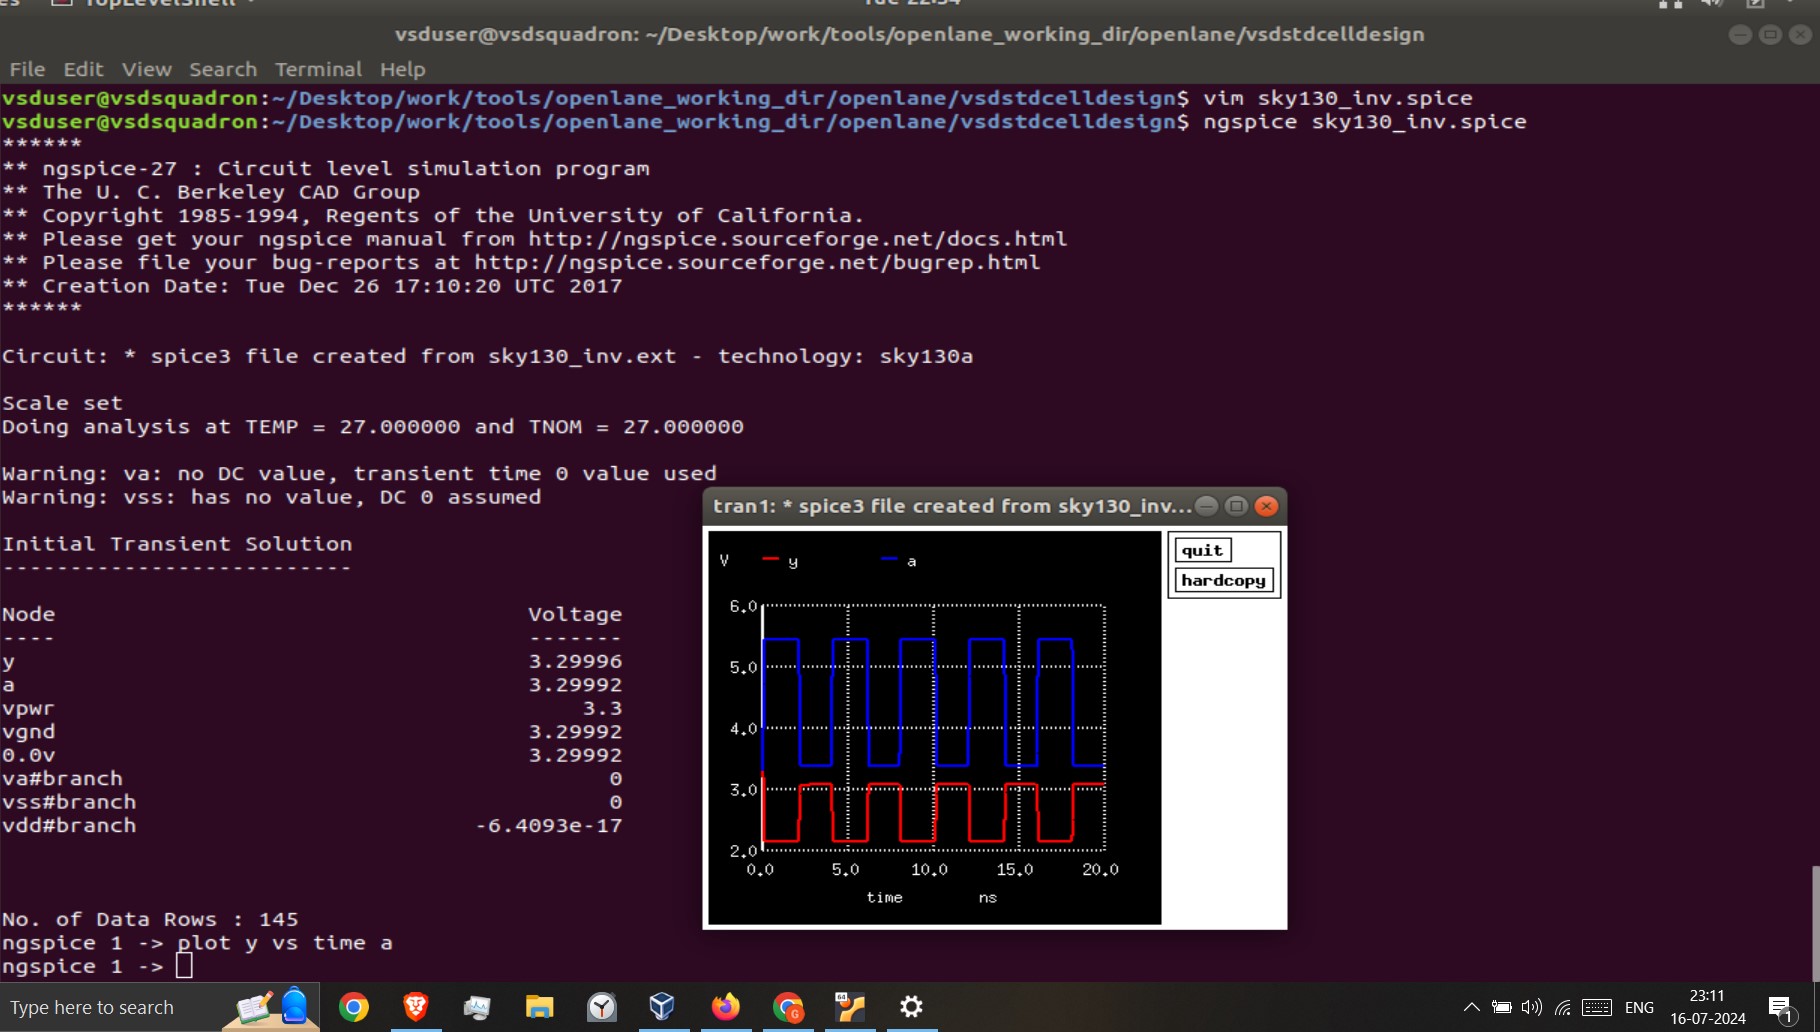 TopLevelShell
Tue 22:54
vsduser@vsdsquadron: ~/Desktop/work/tools/openlane_working_dir/openlane/vsdstdcelldesign
File Edit View Search Terminal Help
vsduser@vsdsquadron:~/Desktop/work/tools/openlane_working_dir/openlane/vsdstdcelldesign$ vim sky130_inv.spice
vsduser@vsdsquadron:~/Desktop/work/tools/openlane_working_dir/openlane/vsdstdcelldesign$ ngspice sky130_inv.spice
******
** ngspice-27 : Circuit level simulation program
** The U. C. Berkeley CAD Group
** Copyright 1985-1994, Regents of the University of California.
** Please get your ngspice manual from http://ngspice.sourceforge.net/docs.html
** Please file your bug-reports at http://ngspice.sourceforge.net/bugrep.html
** Creation Date: Tue Dec 26 17:10:20 UTC 2017
******
Circuit: * spice3 file created from sky130_inv.ext - technology: sky130a
Scale set
Doing analysis at TEMP = 27.000000 and TNOM = 27.000000
Warning: va: no DC value, transient time 0 value used
Warning: vss: has no value, DC 0 assumed
Initial Transient Solution
--------------------------
Node Voltage
---- -------
y 3.29996
a 3.29992
vpwr 3.3
vgnd 3.29992
0.0v 3.29992
va#branch 0
vss#branch 0
vdd#branch -6.4093e-17
No. of Data Rows : 145
ngspice 1 -> plot y vs time a
ngspice 1 ->
tran1: * spice3 file created from sky130_inv...
quit
hardcopy
V y a
6.0
5.0
4.0
3.0
2.0
0.0 5.0 10.0 15.0 20.0
time ns
Type here to search
G
64
ENG
23:11
16-07-2024
1